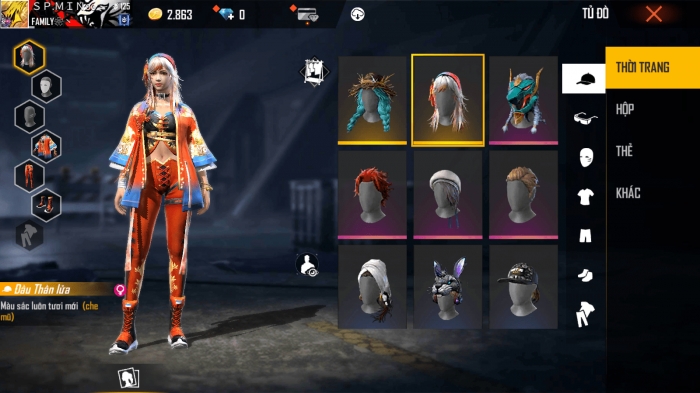 S P.MIN
FAMILY
2.863
0
TỦ ĐỒ
THỜI TRANG
HỘP
THẺ
KHÁC
Dâu Thần lửa
Màu sắc luôn tươi mới (che
mũ)